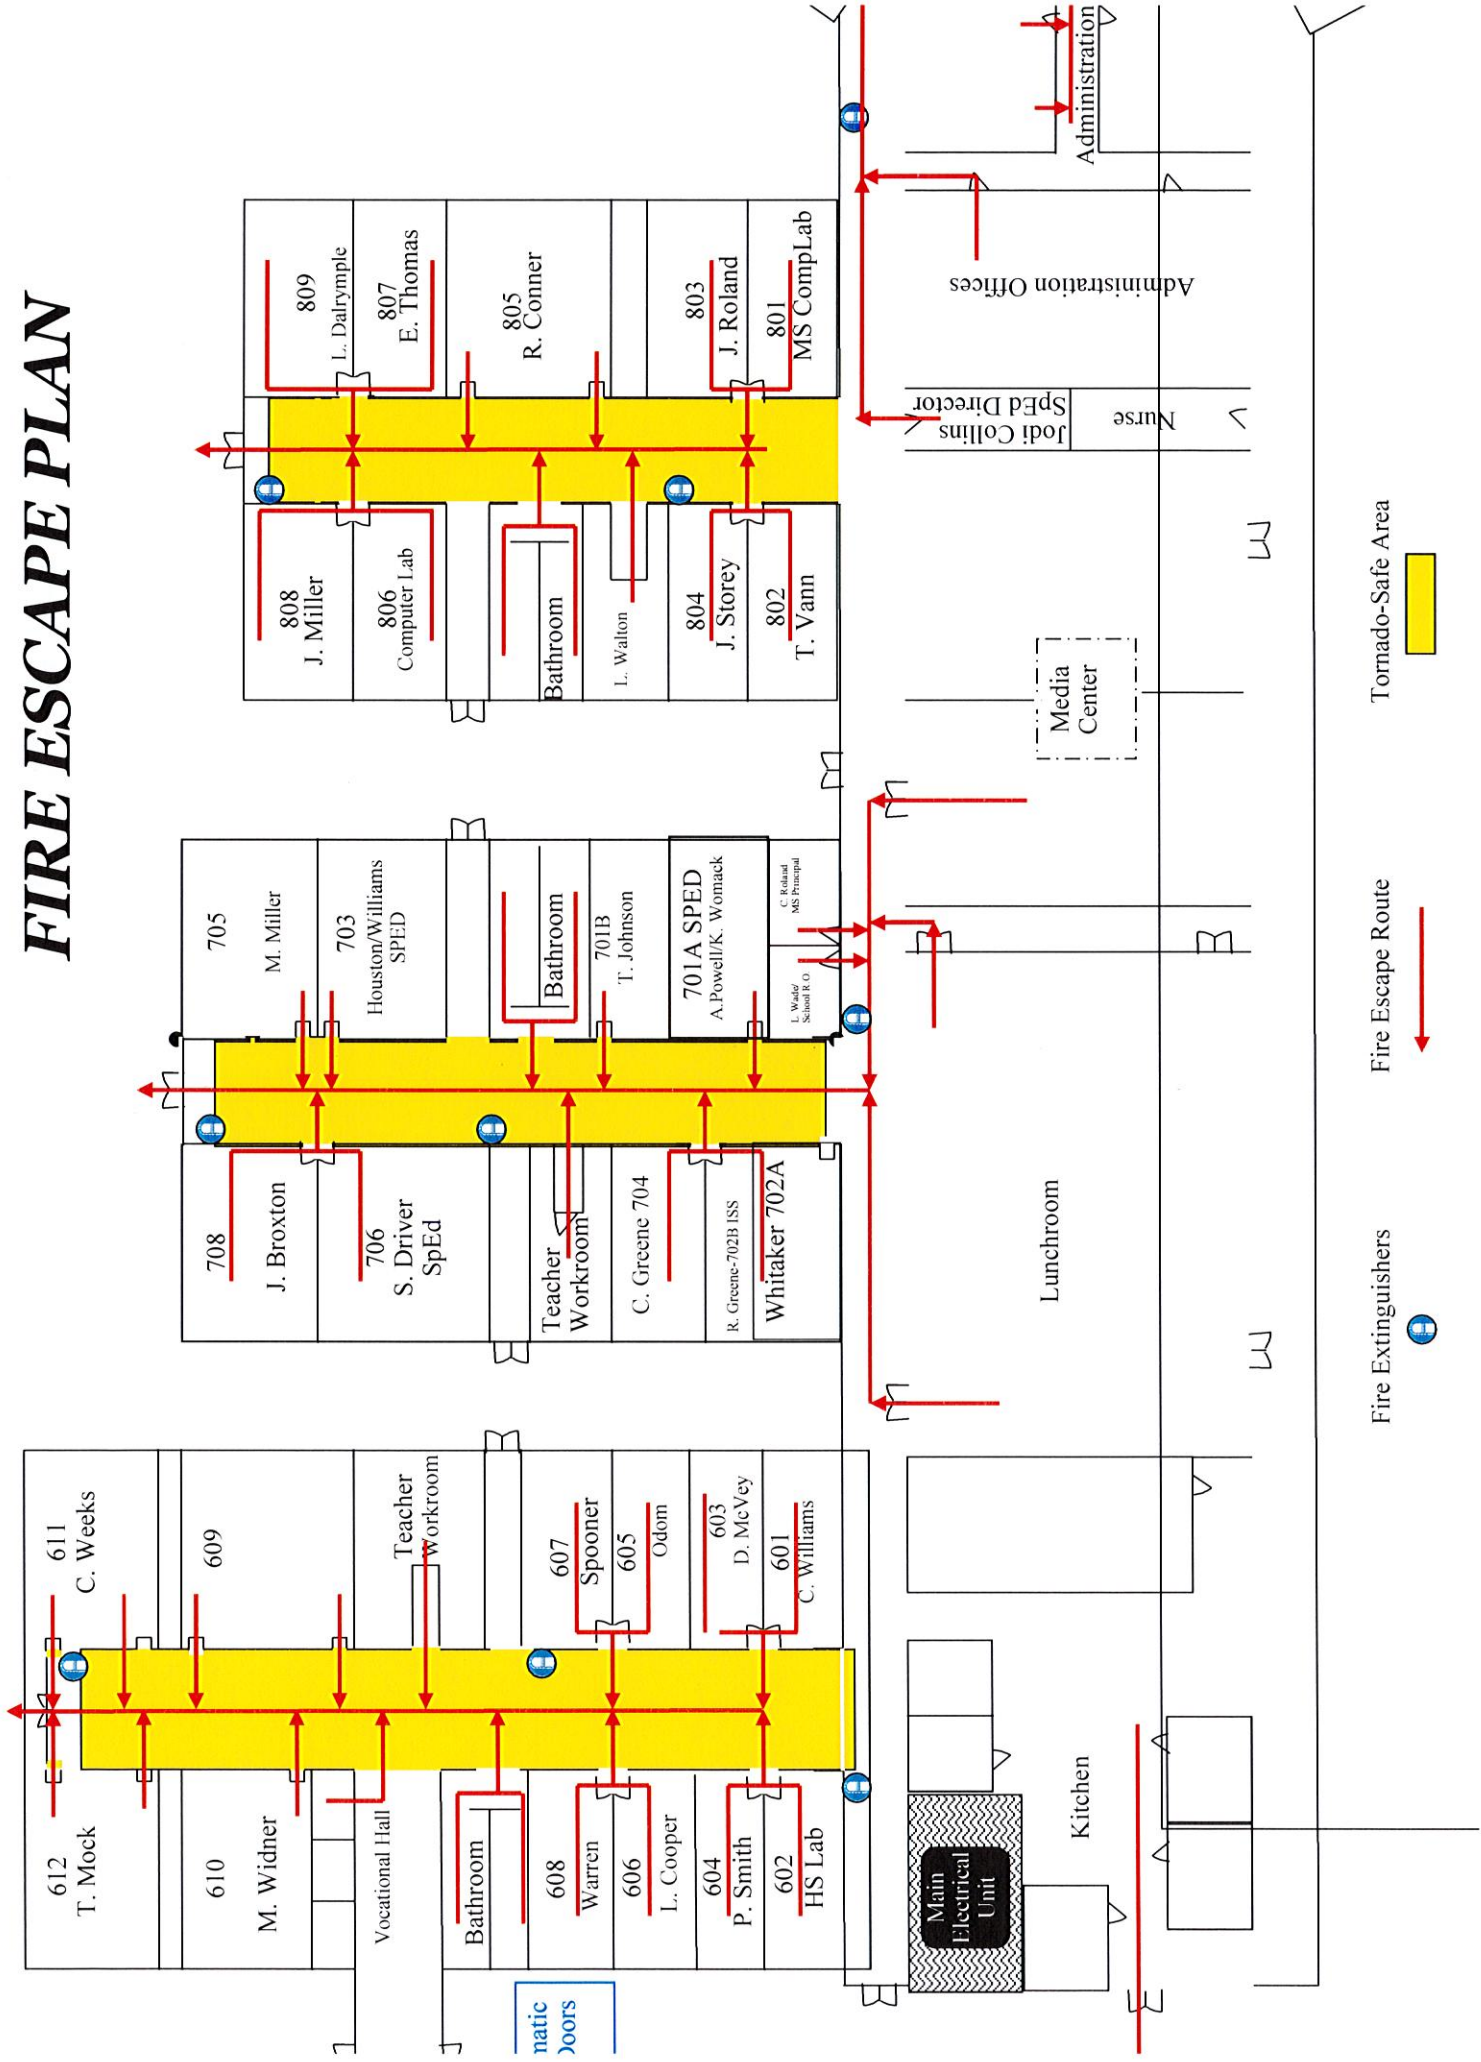 FIRE ESCAPE PLAN
611
C. Weeks
609
Teacher
Workroom
607
Spooner
605
Odom
603
D. McVey
601
C. Williams
612
T. Mock
610
M. Widner
Vocational Hall
Bathroom
608
Warren
606
L. Cooper
604
P. Smith
602
HS Lab
705
M. Miller
703
Houston/Williams
SPED
Bathroom
701B
T. Johnson
701A SPED
A.Powell/K. Womack
C. Roland
MS Principal
L. Wade/
School R.O.
708
J. Broxton
706
S. Driver
SpEd
Teacher
Workroom
C. Greene 704
R. Greene-702B ISS
Whitaker 702A
809
L. Dalrymple
807
E. Thomas
805
R. Conner
803
J. Roland
801
MS CompLab
808
J. Miller
806
Computer Lab
Bathroom
L. Walton
804
J. Storey
802
T. Vann
Main
Electrical
Unit
Kitchen
Lunchroom
Media
Center
Jodi Collins
SpEd Director
Nurse
Administration Offices
Administration
matic
Doors
Fire Extinguishers
Fire Escape Route
Tornado-Safe Area